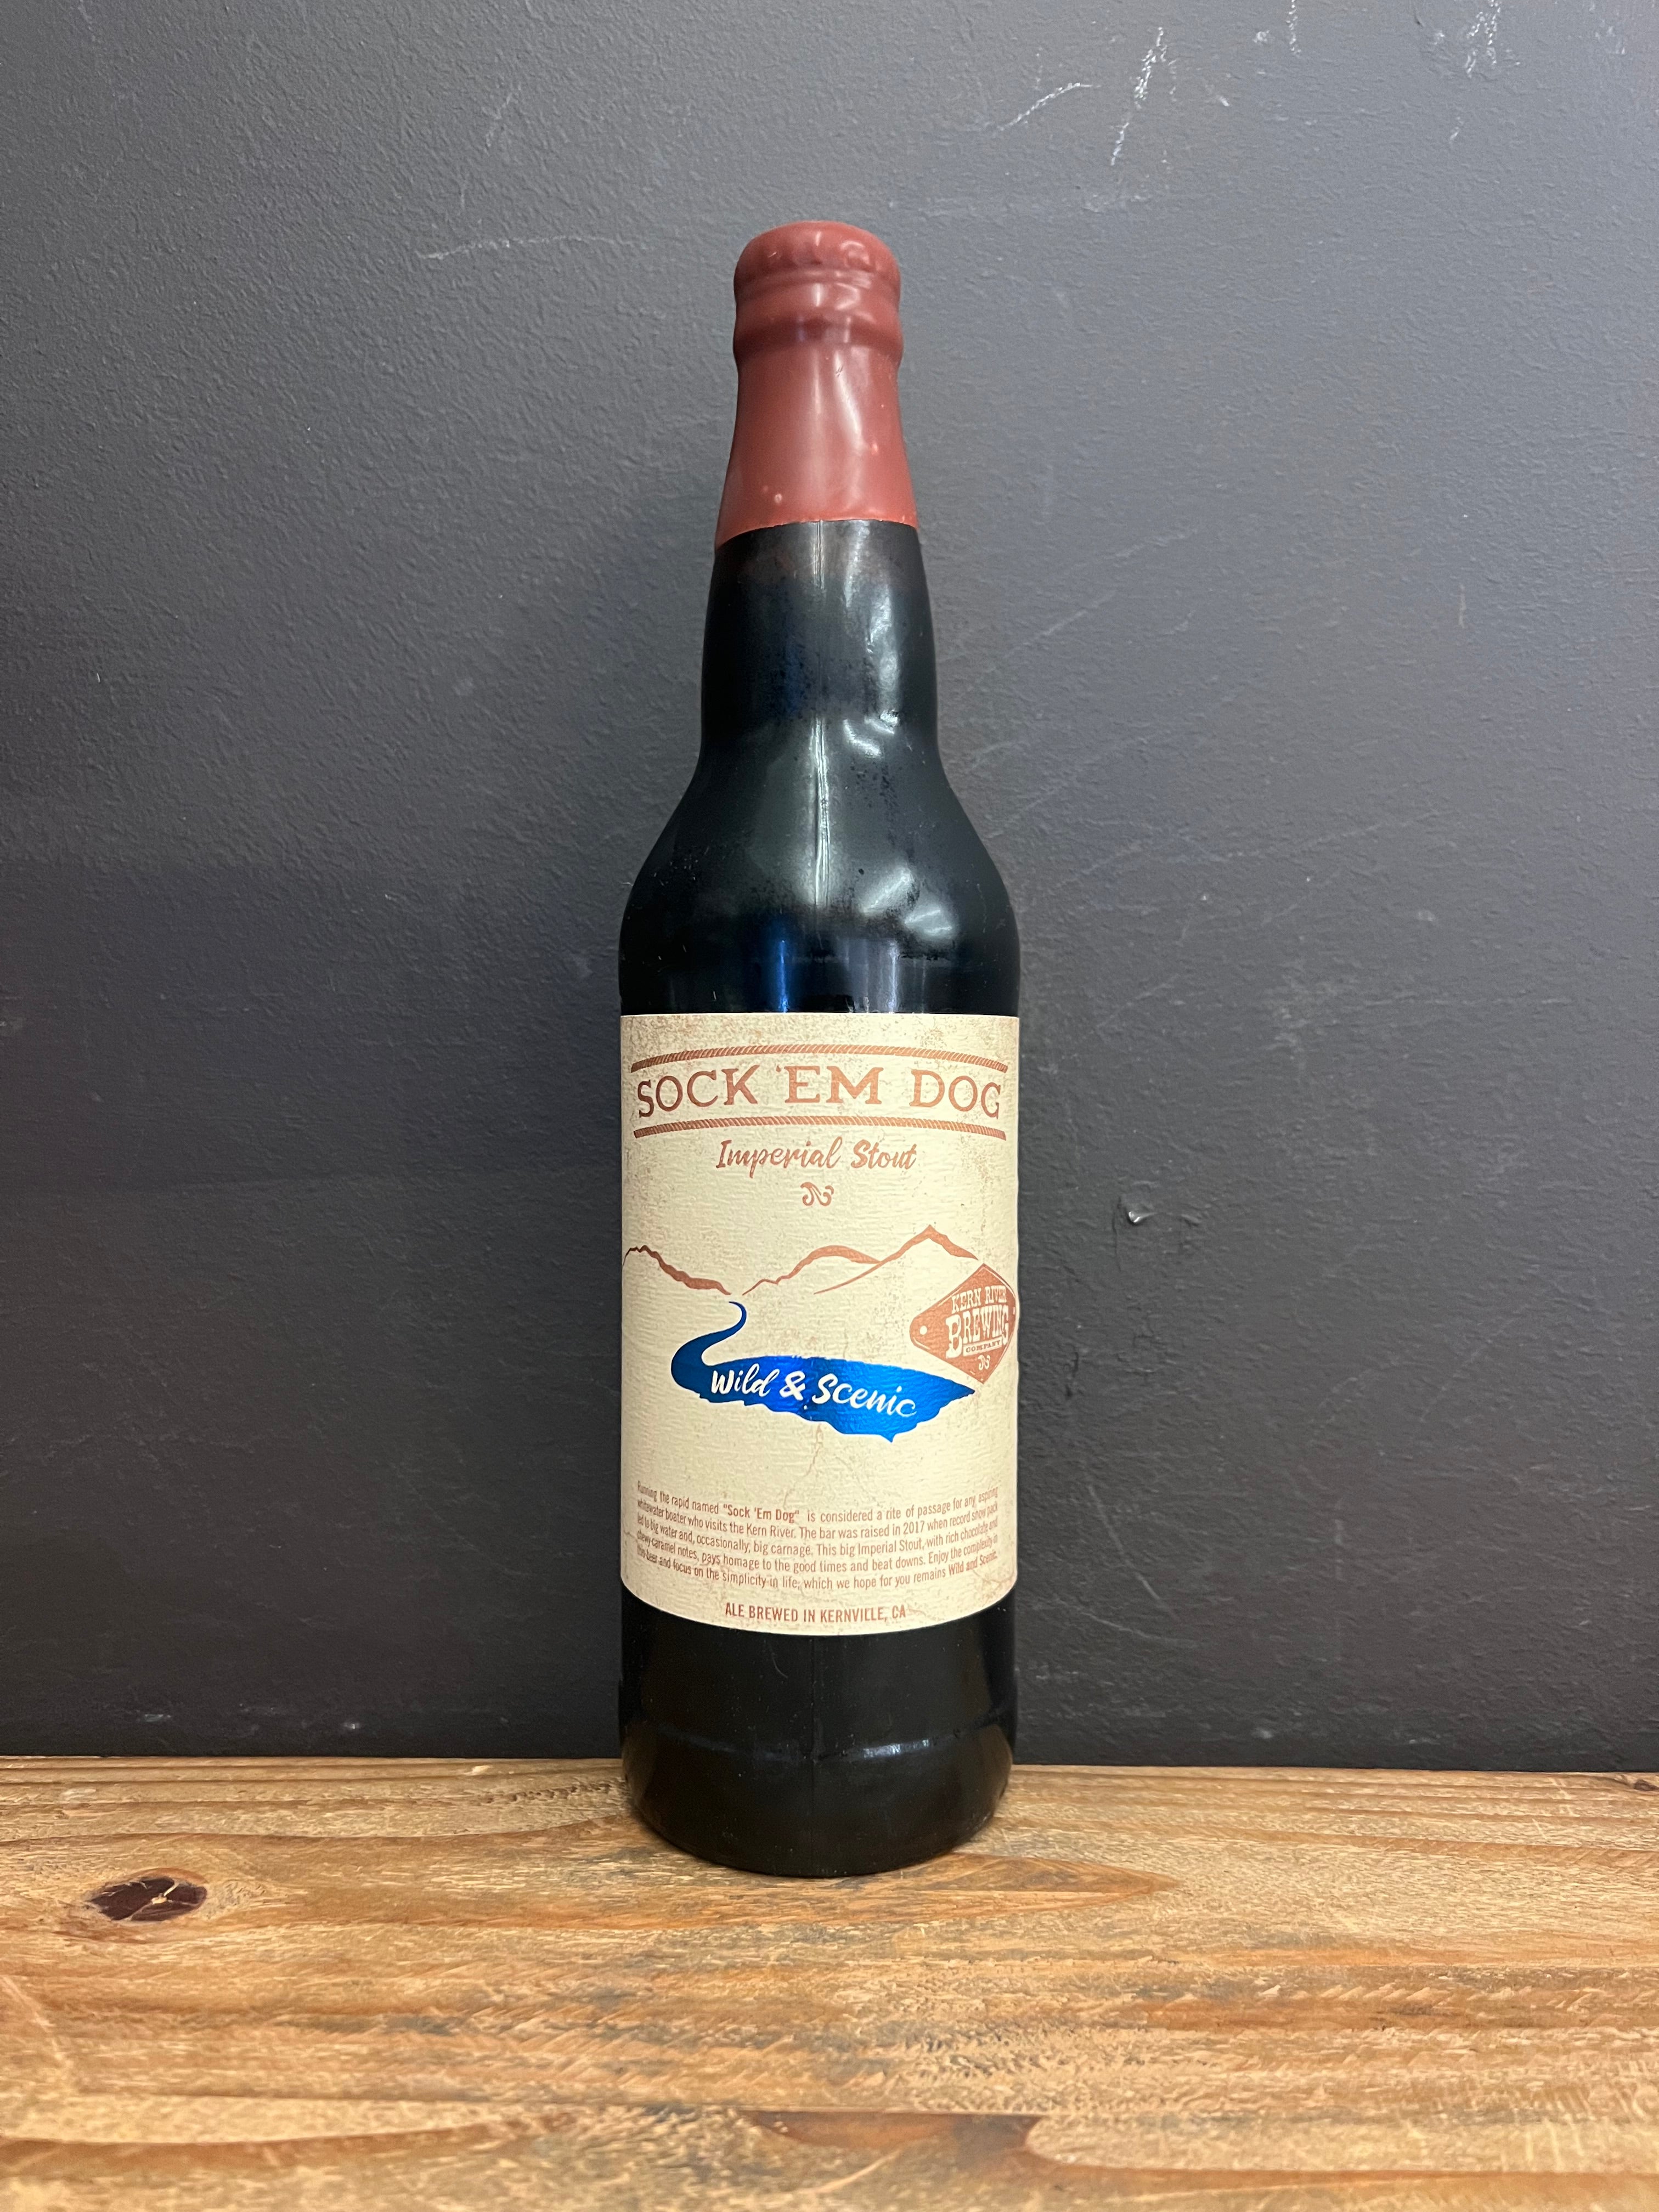 SOCK 'EM DOG
Imperial Stout
KERN RIVER
BREWING
COMPANY
Wild & Scenic
Running the rapid named "Sock 'Em Dog" is considered a rite of passage for any aspiring
whitewater boater who visits the Kern River. The bar was raised in 2017 when record snow pack
led to big water and, occasionally, big carnage. This big Imperial Stout, with rich chocolate and
chewy caramel notes, pays homage to the good times and beat downs. Enjoy the complexity in
this beer and focus on the simplicity in life, which we hope for you remains Wild and Scenic.
ALE BREWED IN KERNVILLE, CA